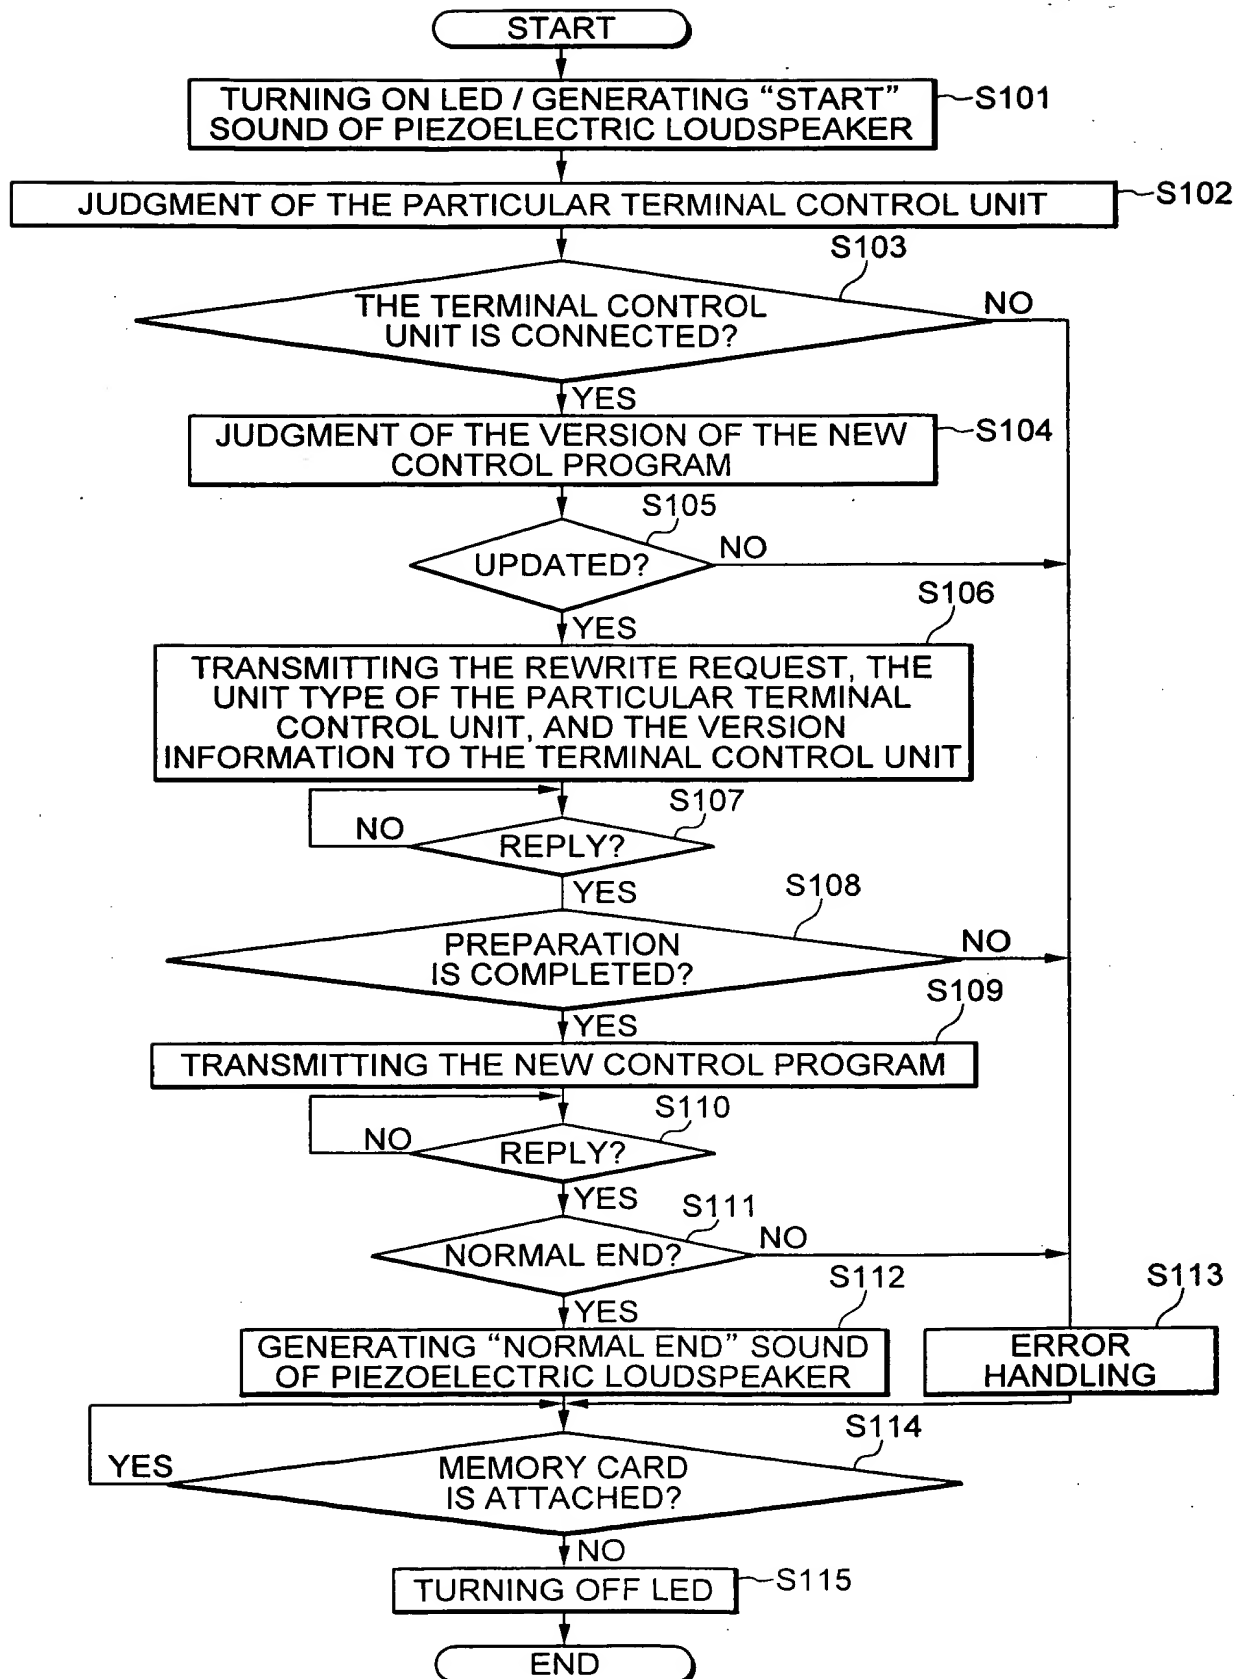 START
TURNING ON LED / GENERATING “START”
SOUND OF PIEZOELECTRIC LOUDSPEAKER
S101
JUDGMENT OF THE PARTICULAR TERMINAL CONTROL UNIT
S102
S103
THE TERMINAL CONTROL
UNIT IS CONNECTED?
NO
YES
JUDGMENT OF THE VERSION OF THE NEW
CONTROL PROGRAM
S104
S105
UPDATED?
NO
YES
S106
TRANSMITTING THE REWRITE REQUEST, THE
UNIT TYPE OF THE PARTICULAR TERMINAL
CONTROL UNIT, AND THE VERSION
INFORMATION TO THE TERMINAL CONTROL UNIT
S107
NO
REPLY?
YES
S108
PREPARATION
IS COMPLETED?
NO
YES
S109
TRANSMITTING THE NEW CONTROL PROGRAM
S110
NO
REPLY?
YES
S111
NORMAL END?
NO
YES
S112
GENERATING “NORMAL END” SOUND
OF PIEZOELECTRIC LOUDSPEAKER
S113
ERROR
HANDLING
S114
YES
MEMORY CARD
IS ATTACHED?
NO
TURNING OFF LED
S115
END